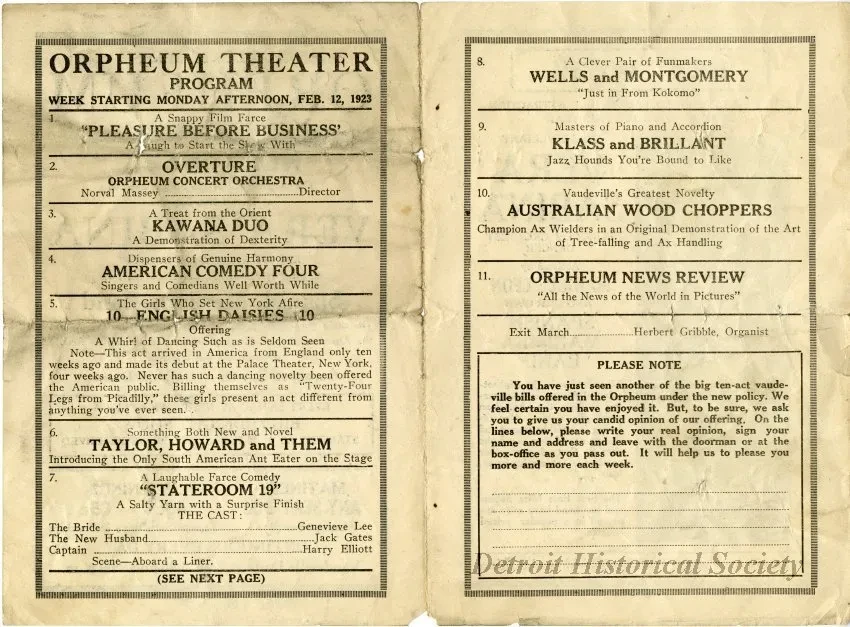 ORPHEUM THEATER
PROGRAM
WEEK STARTING MONDAY AFTERNOON, FEB. 12, 1923
1. A Snappy Film Farce
"PLEASURE BEFORE BUSINESS'
A Laugh to Start the Show With
2. OVERTURE
ORPHEUM CONCERT ORCHESTRA
Norval Massey ........ Director
3. A Treat from the Orient
KAWANA DUO
A Demonstration of Dexterity
4. Dispensers of Genuine Harmony
AMERICAN COMEDY FOUR
Singers and Comedians Well Worth While
5. The Girls Who Set New York Afire
10 ENGLISH DAISIES 10
Offering
A Whirl of Dancing Such as is Seldom Seen
Note—This act arrived in America from England only ten
weeks ago and made its debut at the Palace Theater, New York,
four weeks ago. Never has such a dancing novelty been offered
the American public. Billing themselves as "Twenty-Four
Legs from Picadilly," these girls present an act different from
anything you've ever seen.
6. Something Both New and Novel
TAYLOR, HOWARD and THEM
Introducing the Only South American Ant Eater on the Stage
7. A Laughable Farce Comedy
"STATEROOM 19"
A Salty Yarn with a Surprise Finish
THE CAST:
The Bride ........ Genevieve Lee
The New Husband ........ Jack Gates
Captain ........ Harry Elliott
Scene—Aboard a Liner.
(SEE NEXT PAGE)
8. A Clever Pair of Funmakers
WELLS and MONTGOMERY
"Just in From Kokomo"
9. Masters of Piano and Accordion
KLASS and BRILLANT
Jazz Hounds You're Bound to Like
10. Vaudeville's Greatest Novelty
AUSTRALIAN WOOD CHOPPERS
Champion Ax Wielders in an Original Demonstration of the Art
of Tree-falling and Ax Handling
11. ORPHEUM NEWS REVIEW
"All the News of the World in Pictures"
Exit March ........ Herbert Gribble, Organist
PLEASE NOTE
You have just seen another of the big ten-act vaude-
ville bills offered in the Orpheum under the new policy. We
feel certain you have enjoyed it. But, to be sure, we ask
you to give us your candid opinion of our offering. On the
lines below, please write your real opinion, sign your
name and address and leave with the doorman or at the
box-office as you pass out. It will help us to please you
more and more each week.
Detroit Historical Society